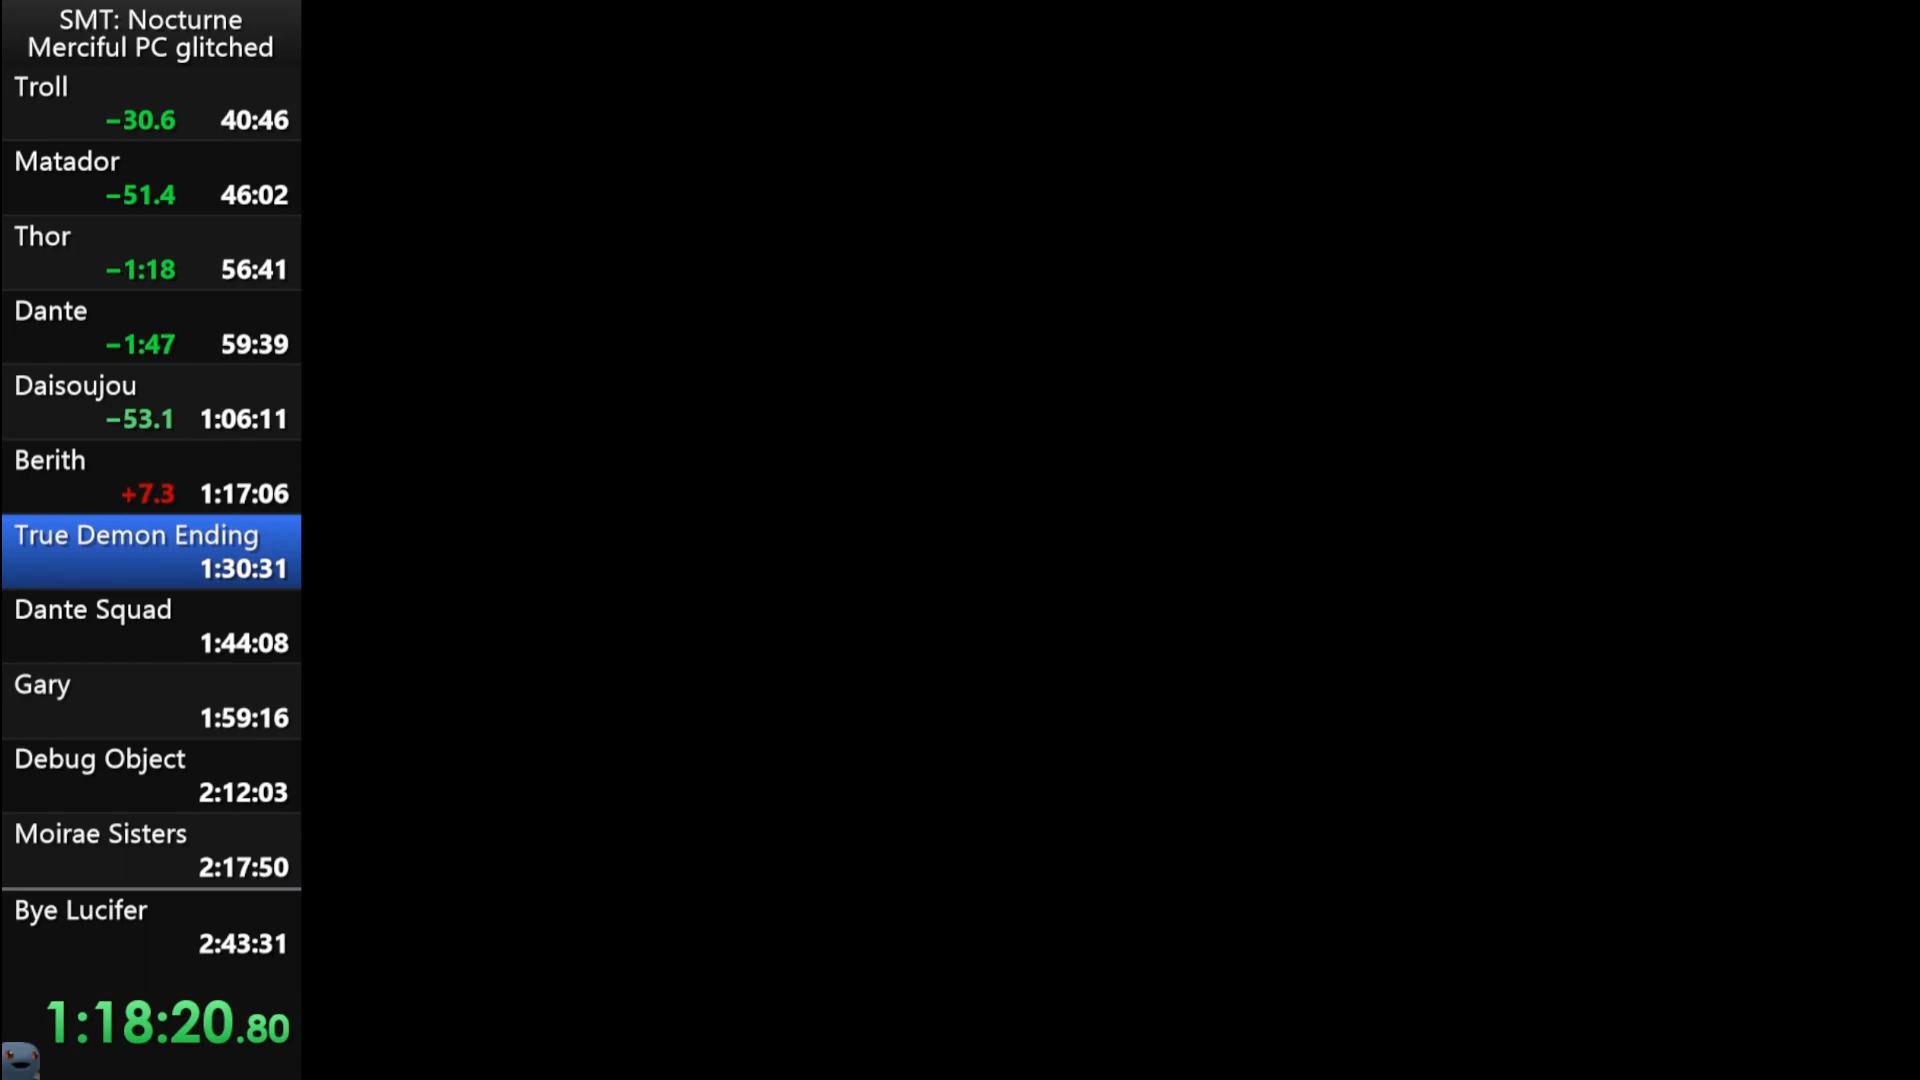 SMT: Nocturne
Merciful PC glitched
Troll
−30.6 40:46
Matador
−51.4 46:02
Thor
−1:18 56:41
Dante
−1:47 59:39
Daisoujou
−53.1 1:06:11
Berith
+7.3 1:17:06
True Demon Ending
1:30:31
Dante Squad
1:44:08
Gary
1:59:16
Debug Object
2:12:03
Moirae Sisters
2:17:50
Bye Lucifer
2:43:31
1:18:20.80